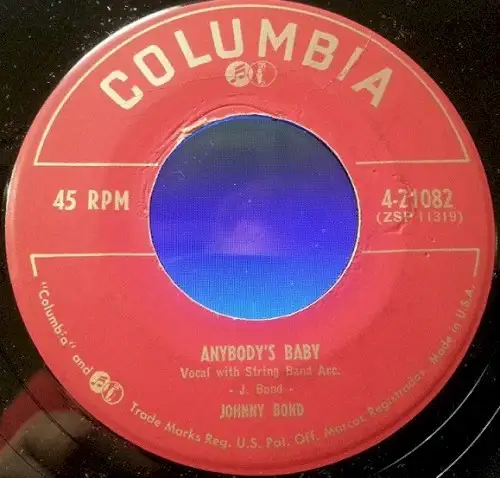 COLUMBIA
45 RPM
4-21082
(ZSP 11319)
ANYBODY'S BABY
Vocal with String Band Acc.
- J. Bond -
JOHNNY BOND
"Columbia" and Trade Marks Reg. U.S. Pat. Off. Marcas Registradas Made in U.S.A.